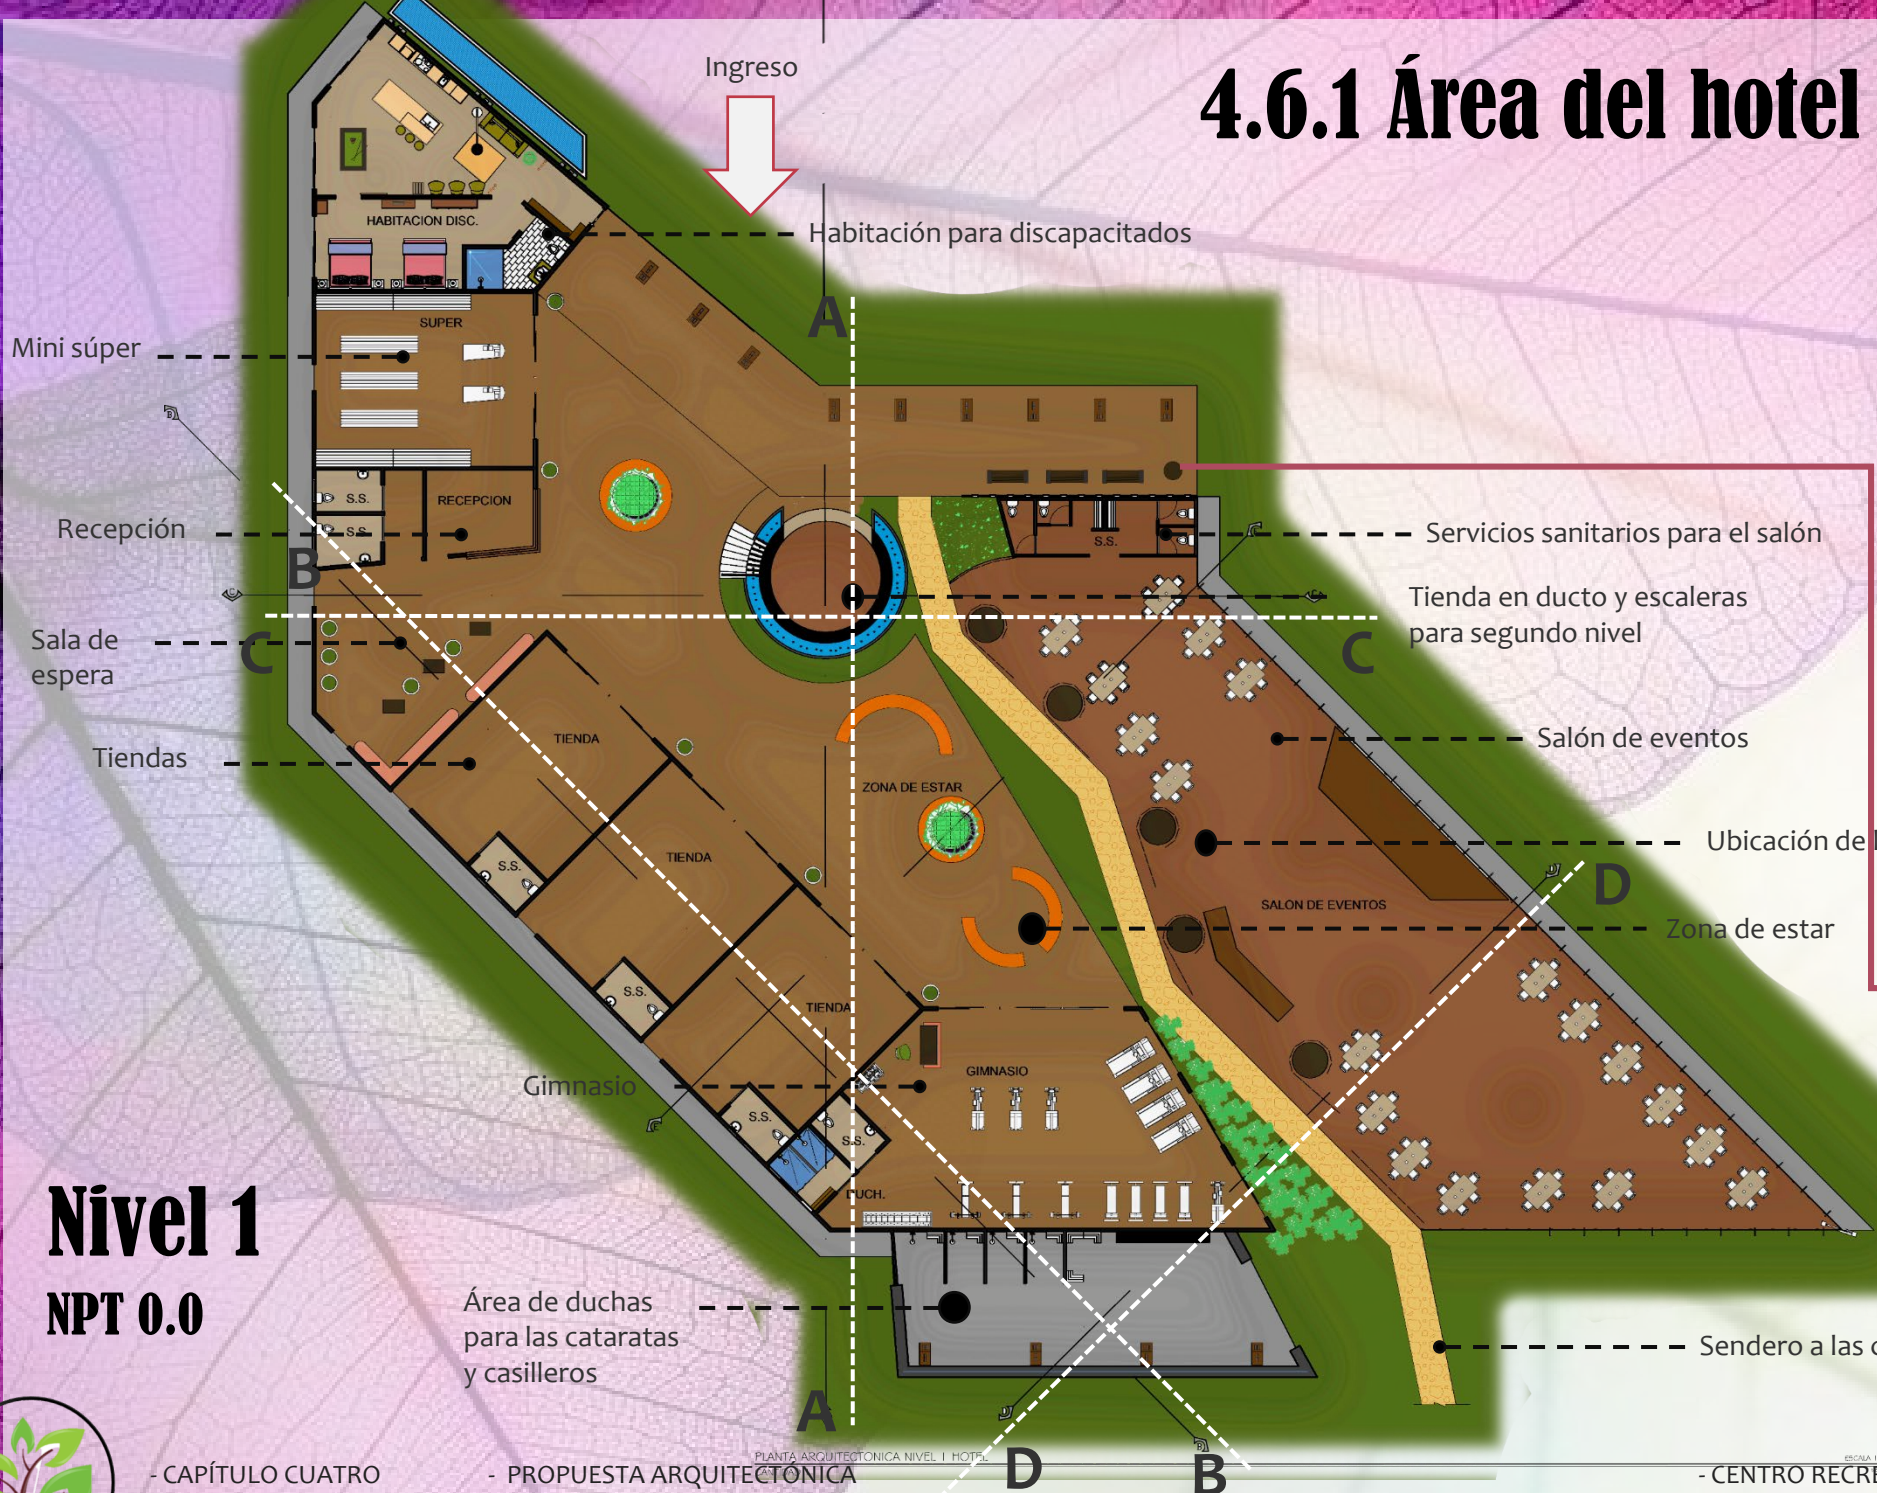 4.6.1 Área del hotel
Ingreso
Habitación para discapacitados
HABITACION DISC.
A
SUPER
Mini súper
B
S.S.
RECEPCION
S.S.
Recepción
Servicios sanitarios para el salón
S.S.
B
C
C
Tienda en ducto y escaleras
para segundo nivel
Sala de
espera
C
C
Tiendas
TIENDA
Salón de eventos
ZONA DE ESTAR
TIENDA
S.S.
Ubicación de
D
SALON DE EVENTOS
Zona de estar
S.S.
TIENDA
GIMNASIO
Gimnasio
S.S.
S.S.
DUCH.
Nivel 1
NPT 0.0
Área de duchas
para las cataratas
y casilleros
Sendero a las
A
D
B
B
PLANTA ARQUITECTONICA NIVEL 1 HOTEL
- CAPÍTULO CUATRO
- PROPUESTA ARQUITECTÓNICA
- CENTRO RECRE